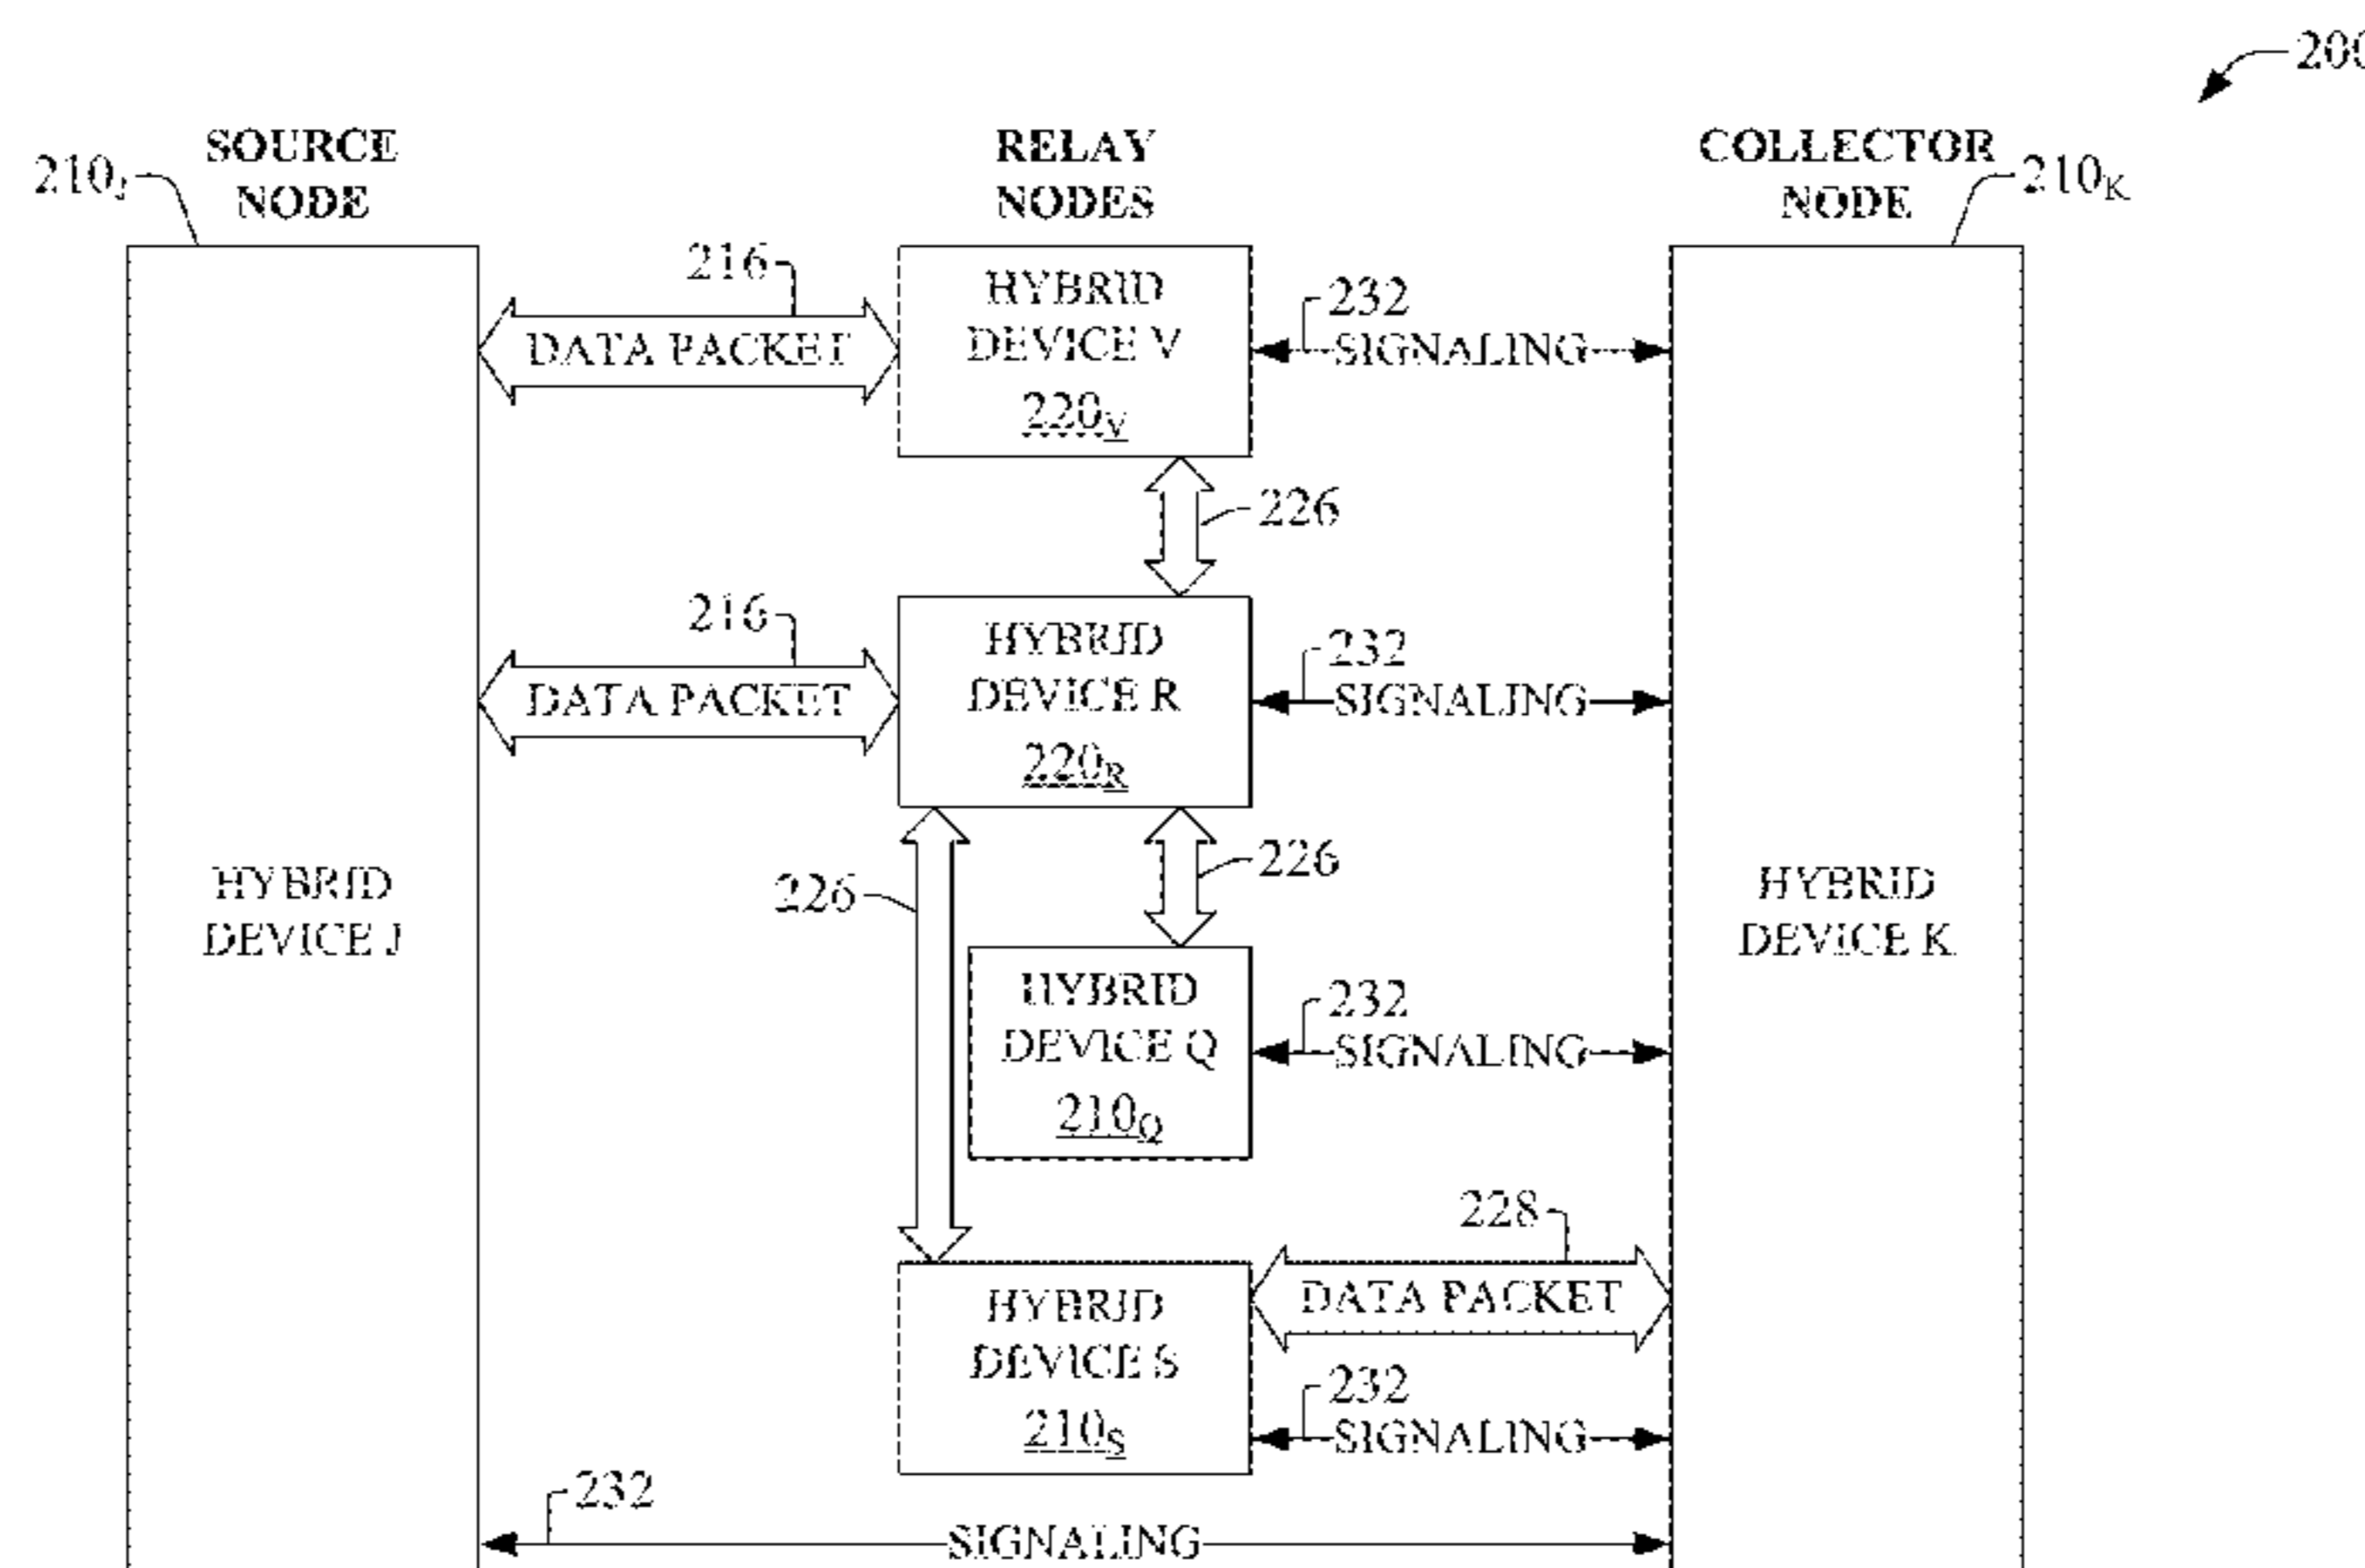 200
SOURCE
NODE
RELAY
NODES
COLLECTOR
NODE
210J
210K
216
HYBRID
DEVICE V
220V
232
DATA PACKET
SIGNALING
226
216
HYBRID
DEVICE R
220R
232
DATA PACKET
SIGNALING
226
226
HYBRID
DEVICE J
HYBRID
DEVICE K
HYBRID
DEVICE Q
210Q
232
SIGNALING
228
DATA PACKET
HYBRID
DEVICE S
210S
232
SIGNALING
232
SIGNALING